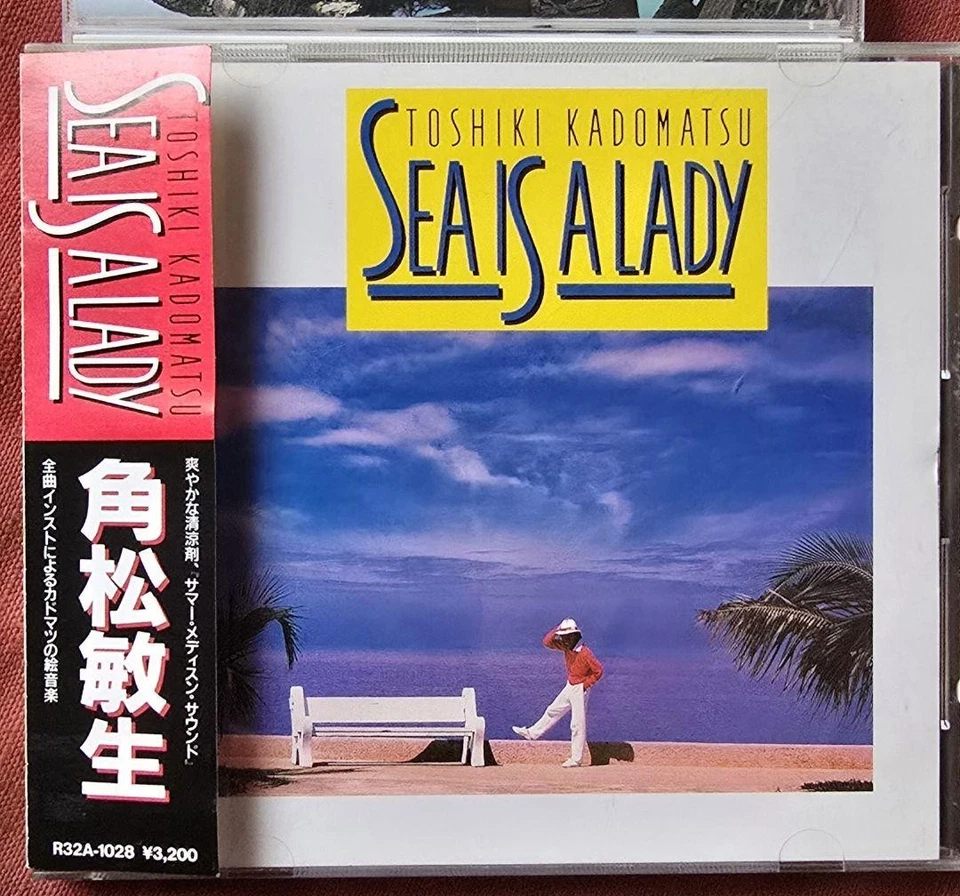 TOSHIKI KADOMATSU
SEA IS A LADY
TOSHIKI KADOMATSU
SEA IS A LADY
爽やかな清涼剤、『サマー・メディスン・サウンド』
角松敏生
全曲インストによるカドマツの絵音楽
R32A-1028 ¥3,200